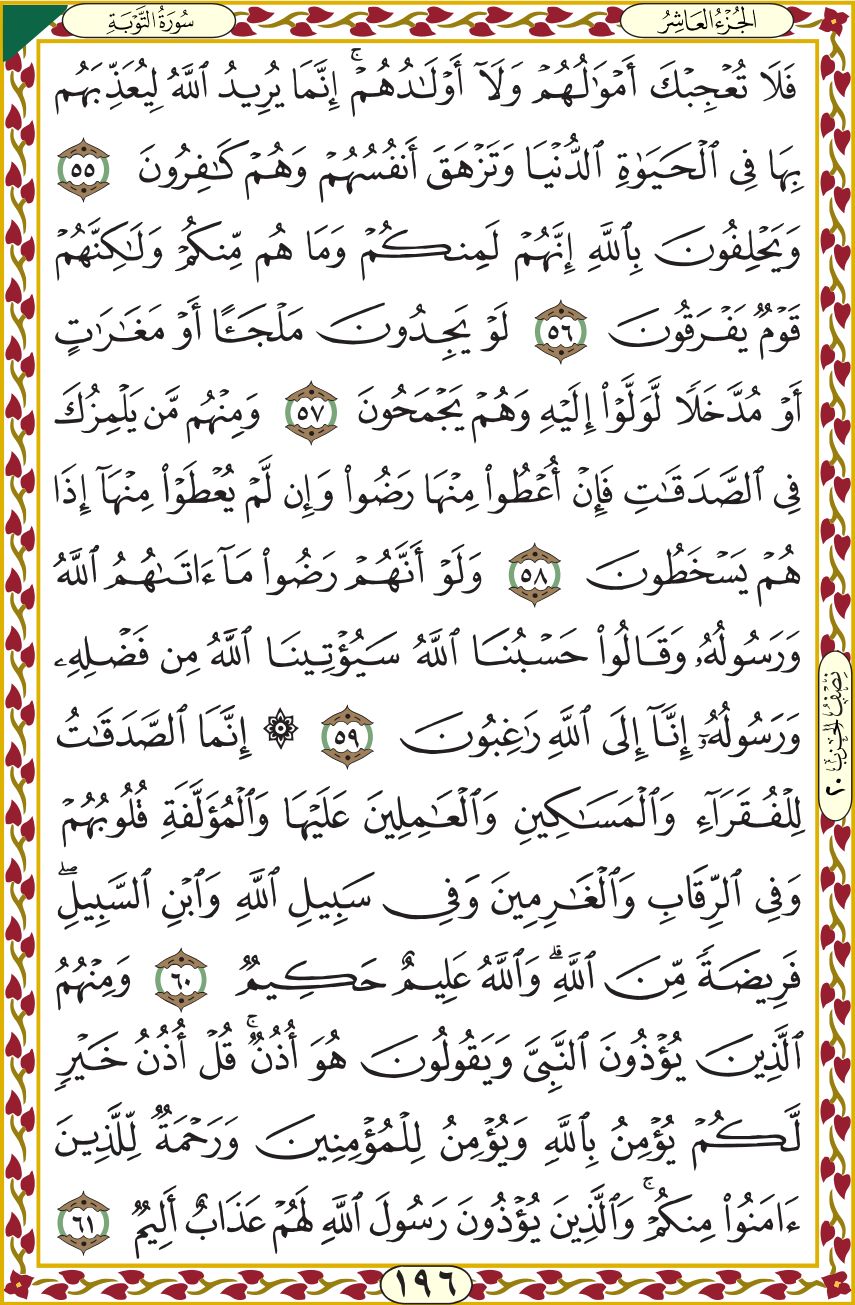 الجُزْءُ العَاشِرُ
سُورَةُ التَّوْبَةِ
فَلَا تُعْجِبْكَ أَمْوَٰلُهُمْ وَلَآ أَوْلَـٰدُهُمْ ۚ إِنَّمَا يُرِيدُ ٱللَّهُ لِيُعَذِّبَهُم
بِهَا فِى ٱلْحَيَوٰةِ ٱلدُّنْيَا وَتَزْهَقَ أَنفُسُهُمْ وَهُمْ كَـٰفِرُونَ ٥٥
وَيَحْلِفُونَ بِٱللَّهِ إِنَّهُمْ لَمِنكُمْ وَمَا هُم مِّنكُمْ وَلَـٰكِنَّهُمْ
قَوْمٌ يَفْرَقُونَ ٥٦ لَوْ يَجِدُونَ مَلْجَـًٔا أَوْ مَغَـٰرَٰتٍ
أَوْ مُدَّخَلًا لَّوَلَّوْا۟ إِلَيْهِ وَهُمْ يَجْمَحُونَ ٥٧ وَمِنْهُم مَّن يَلْمِزُكَ
فِى ٱلصَّدَقَـٰتِ فَإِنْ أُعْطُوا۟ مِنْهَا رَضُوا۟ وَإِن لَّمْ يُعْطَوْا۟ مِنْهَآ إِذَا
هُمْ يَسْخَطُونَ ٥٨ وَلَوْ أَنَّهُمْ رَضُوا۟ مَآ ءَاتَىٰهُمُ ٱللَّهُ
وَرَسُولُهُۥ وَقَالُوا۟ حَسْبُنَا ٱللَّهُ سَيُؤْتِينَا ٱللَّهُ مِن فَضْلِهِۦ
وَرَسُولُهُۥٓ إِنَّآ إِلَى ٱللَّهِ رَٰغِبُونَ ٥٩ ۞ إِنَّمَا ٱلصَّدَقَـٰتُ
لِلْفُقَرَآءِ وَٱلْمَسَـٰكِينِ وَٱلْعَـٰمِلِينَ عَلَيْهَا وَٱلْمُؤَلَّفَةِ قُلُوبُهُمْ
وَفِى ٱلرِّقَابِ وَٱلْغَـٰرِمِينَ وَفِى سَبِيلِ ٱللَّهِ وَٱبْنِ ٱلسَّبِيلِ ۖ
فَرِيضَةً مِّنَ ٱللَّهِ ۗ وَٱللَّهُ عَلِيمٌ حَكِيمٌ ٦٠ وَمِنْهُمُ
ٱلَّذِينَ يُؤْذُونَ ٱلنَّبِىَّ وَيَقُولُونَ هُوَ أُذُنٌ ۚ قُلْ أُذُنُ خَيْرٍ
لَّكُمْ يُؤْمِنُ بِٱللَّهِ وَيُؤْمِنُ لِلْمُؤْمِنِينَ وَرَحْمَةٌ لِّلَّذِينَ
ءَامَنُوا۟ مِنكُمْ ۚ وَٱلَّذِينَ يُؤْذُونَ رَسُولَ ٱللَّهِ لَهُمْ عَذَابٌ أَلِيمٌ ٦١
نِصْفُ الحِزْبِ ٢٠
١٩٦